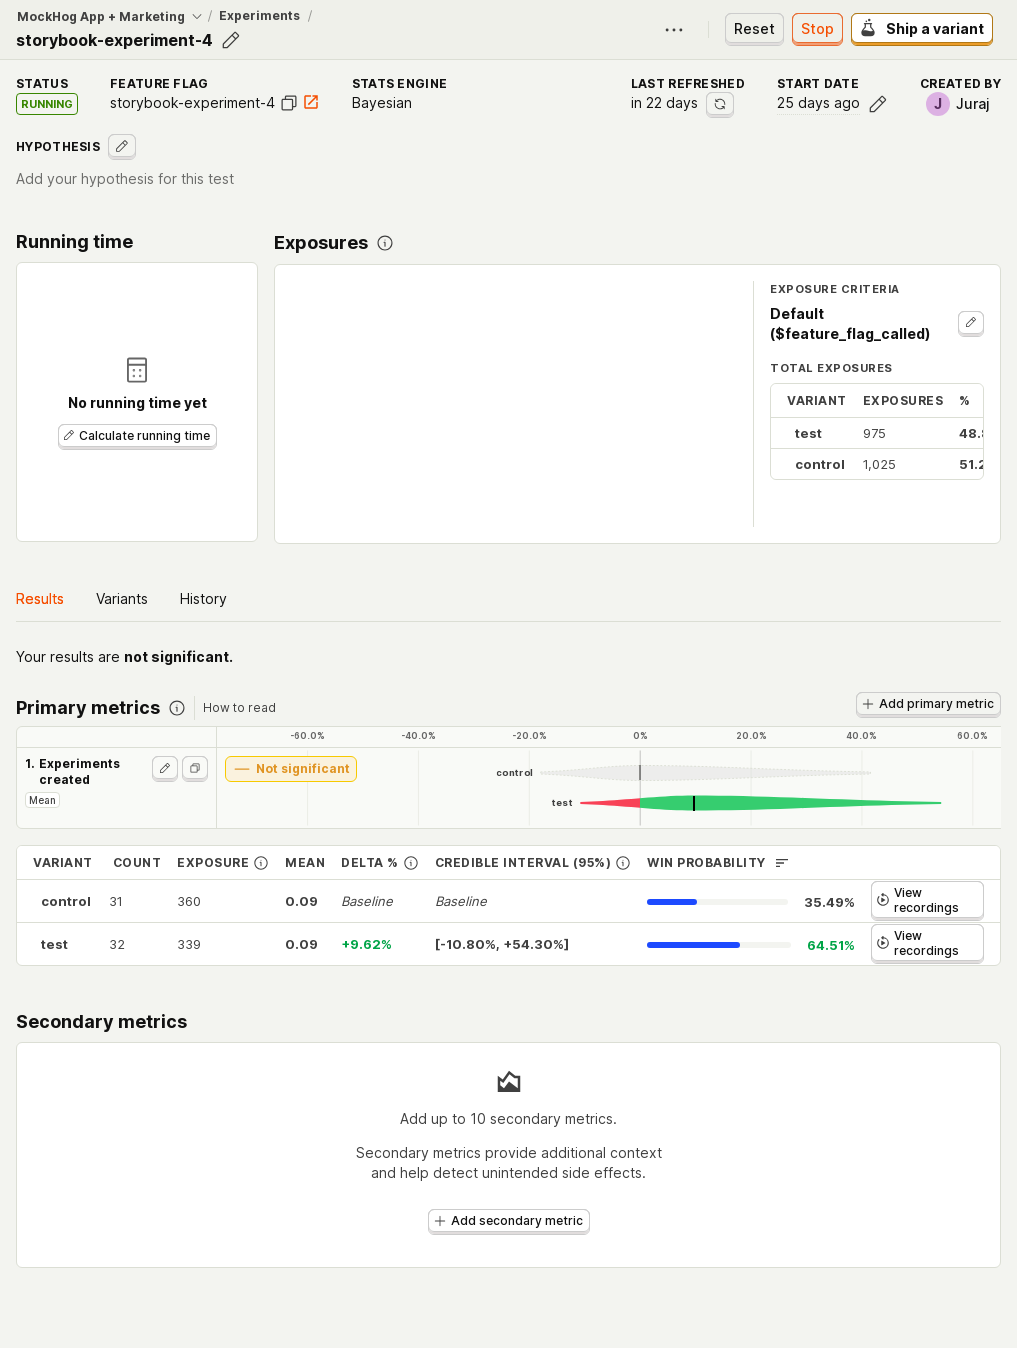 MockHog App + Marketing / Experiments /
storybook-experiment-4
Reset
Stop
Ship a variant
STATUS
RUNNING
FEATURE FLAG
storybook-experiment-4
STATS ENGINE
Bayesian
LAST REFRESHED
in 22 days
START DATE
25 days ago
CREATED BY
J Juraj
HYPOTHESIS
Add your hypothesis for this test
Running time
No running time yet
Calculate running time
Exposures
EXPOSURE CRITERIA
Default
($feature_flag_called)
TOTAL EXPOSURES
VARIANT EXPOSURES %
test 975 48.8
control 1,025 51.2
Results Variants History
Your results are not significant.
Primary metrics How to read
Add primary metric
-60.0% -40.0% -20.0% 0% 20.0% 40.0% 60.0%
1. Experiments
created
Mean
— Not significant
control
test
VARIANT COUNT EXPOSURE MEAN DELTA % CREDIBLE INTERVAL (95%) WIN PROBABILITY
control 31 360 0.09 Baseline Baseline 35.49% View
recordings
test 32 339 0.09 +9.62% [-10.80%, +54.30%] 64.51% View
recordings
Secondary metrics
Add up to 10 secondary metrics.
Secondary metrics provide additional context
and help detect unintended side effects.
Add secondary metric